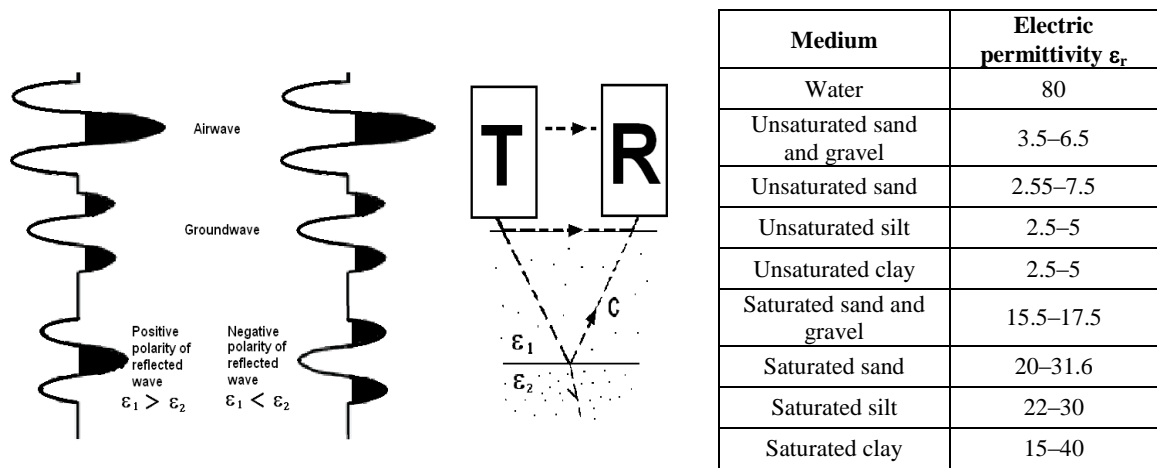 Airwave
Groundwave
Positive
polarity of
reflected
wave
ε₁ > ε₂
Negative
polarity of
reflected
wave
ε₁ < ε₂
T
R
C
ε₁
ε₂
Medium
Electric
permittivity εr
Water
80
Unsaturated sand
and gravel
3.5–6.5
Unsaturated sand
2.55–7.5
Unsaturated silt
2.5–5
Unsaturated clay
2.5–5
Saturated sand and
gravel
15.5–17.5
Saturated sand
20–31.6
Saturated silt
22–30
Saturated clay
15–40